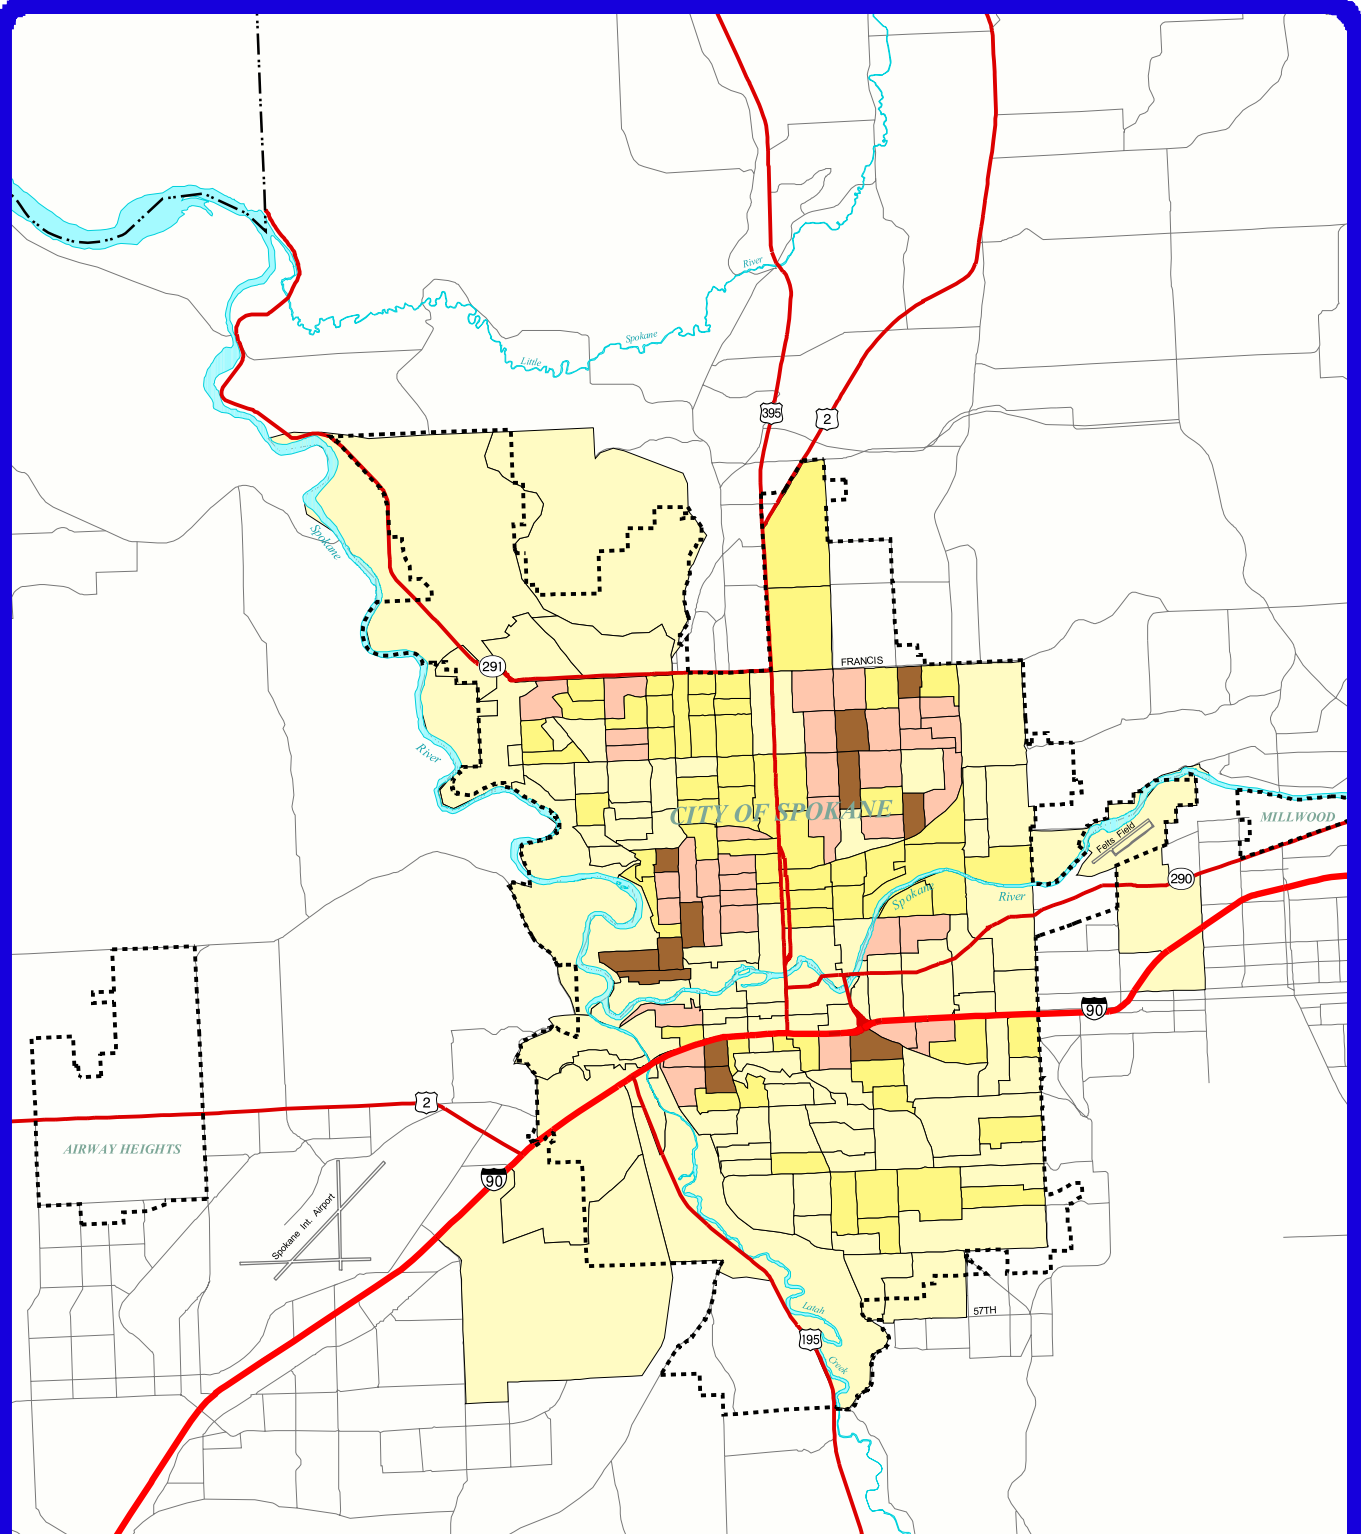 River
Spokane
Little
395
2
Spokane
291
FRANCIS
River
CITY OF SPOKANE
MILLWOOD
Felts Field
290
Spokane
River
90
2
AIRWAY HEIGHTS
90
Spokane Int. Airport
Latah
57TH
195
Creek